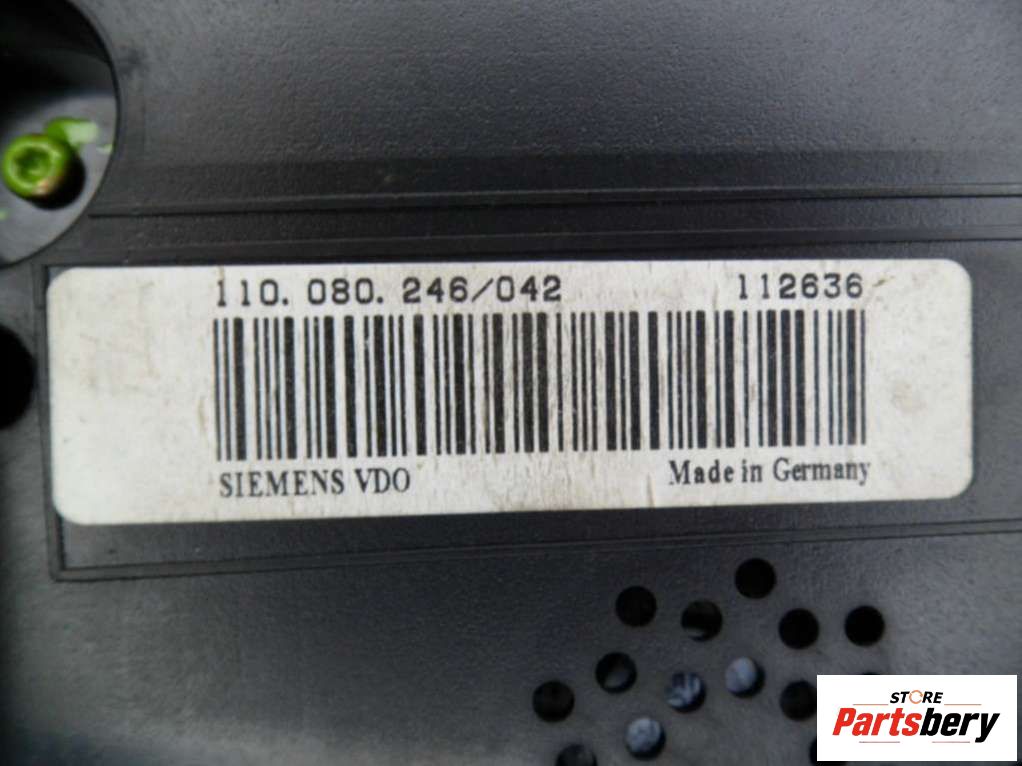 110.080.246/042 112636
SIEMENS VDO Made in Germany
STORE
Partsbery